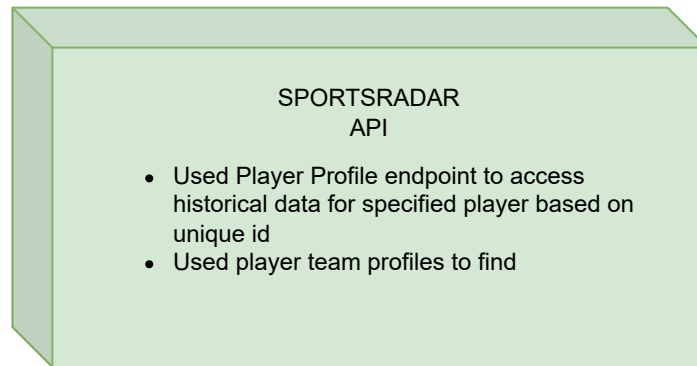 SPORTSRADAR
API
• Used Player Profile endpoint to access
historical data for specified player based on
unique id
• Used player team profiles to find